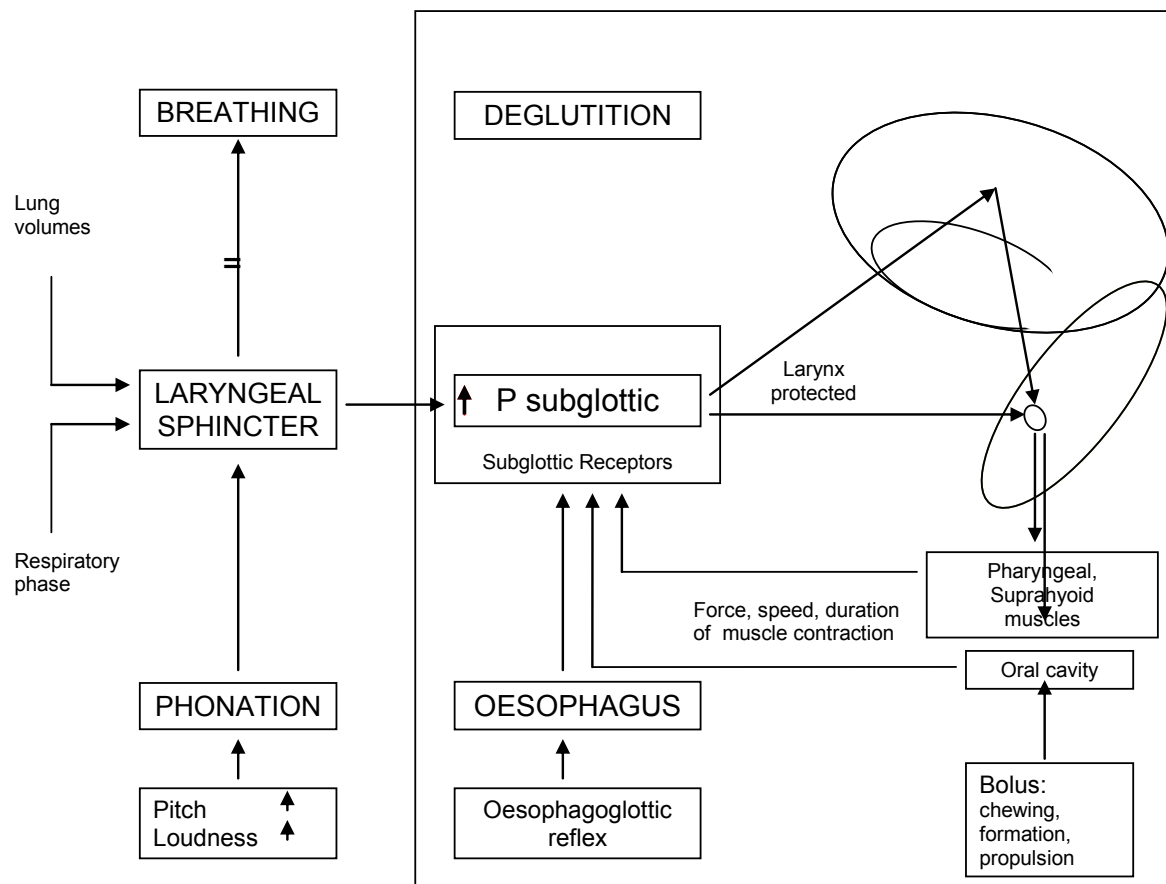 BREATHING
DEGLUTITION
Lung
volumes
LARYNGEAL
SPHINCTER
P subglottic
Subglottic Receptors
Larynx
protected
Respiratory
phase
Pharyngeal,
Suprahyoid
muscles
Force, speed, duration
of muscle contraction
Oral cavity
PHONATION
OESOPHAGUS
Pitch
Loudness
Oesophagoglottic
reflex
Bolus:
chewing,
formation,
propulsion